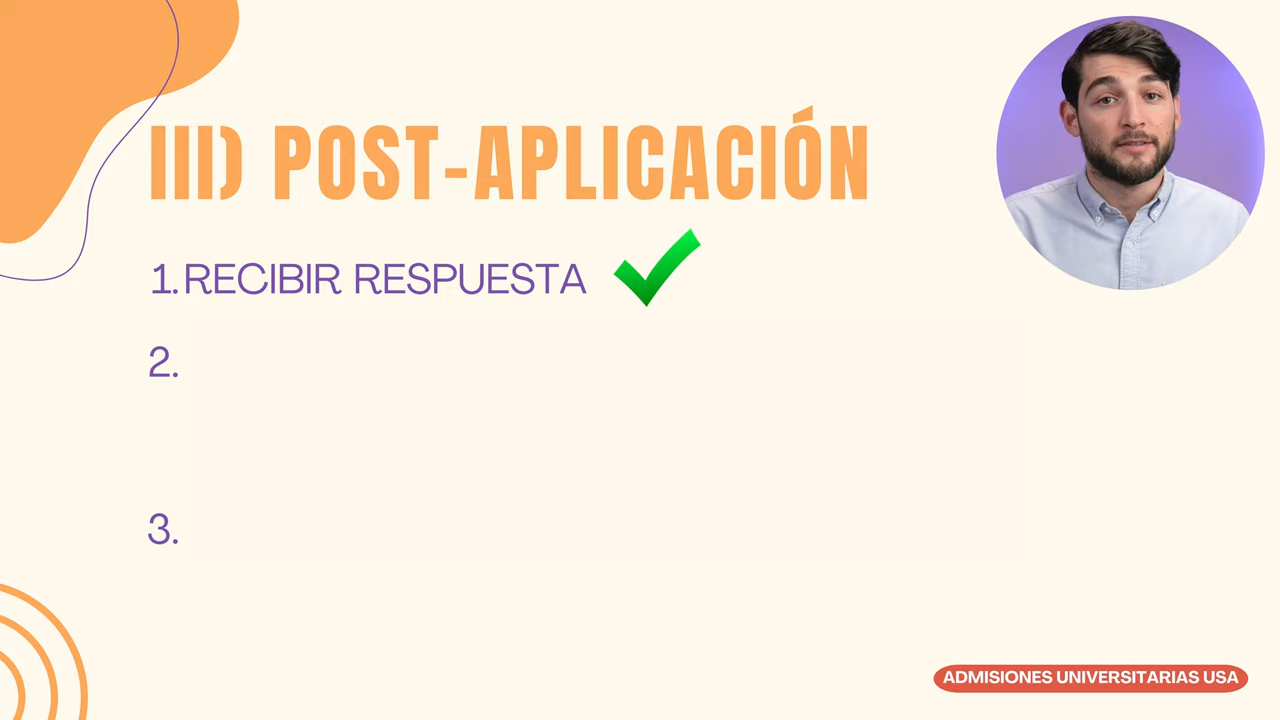 III) POST-APLICACIÓN
1. RECIBIR RESPUESTA
2.
3.
ADMISIONES UNIVERSITARIAS USA